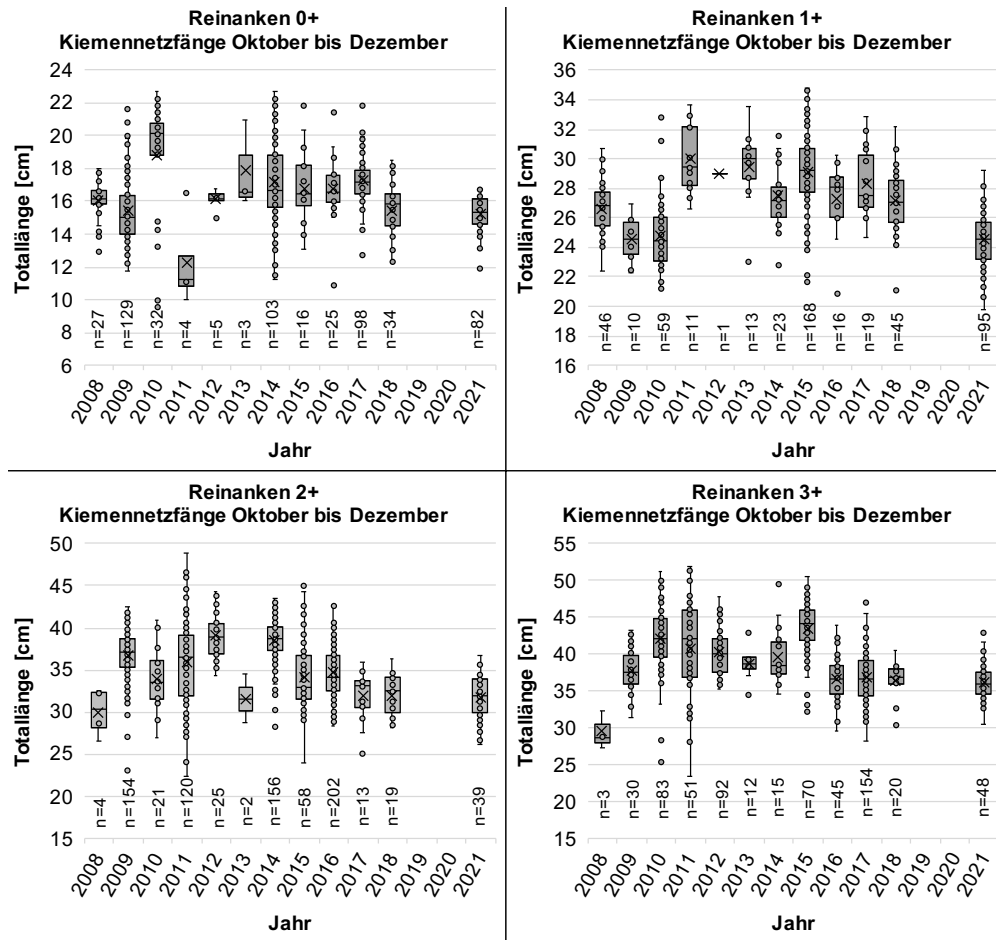 Reinanken 0+
Kiemennetzfänge Oktober bis Dezember
Totallänge [cm]
24
22
20
18
16
14
12
10
8
6
n=27
n=129
n=32
n=4
n=5
n=3
n=103
n=16
n=25
n=98
n=34
n=82
2008
2009
2010
2011
2012
2013
2014
2015
2016
2017
2018
2019
2020
2021
Jahr
Reinanken 1+
Kiemennetzfänge Oktober bis Dezember
Totallänge [cm]
36
34
32
30
28
26
24
22
20
18
16
n=46
n=10
n=59
n=11
n=1
n=13
n=23
n=168
n=16
n=19
n=45
n=95
2008
2009
2010
2011
2012
2013
2014
2015
2016
2017
2018
2019
2020
2021
Jahr
Reinanken 2+
Kiemennetzfänge Oktober bis Dezember
Totallänge [cm]
50
45
40
35
30
25
20
15
n=4
n=154
n=21
n=120
n=25
n=2
n=156
n=58
n=202
n=13
n=19
n=39
2008
2009
2010
2011
2012
2013
2014
2015
2016
2017
2018
2019
2020
2021
Jahr
Reinanken 3+
Kiemennetzfänge Oktober bis Dezember
Totallänge [cm]
55
50
45
40
35
30
25
20
15
n=3
n=30
n=83
n=51
n=92
n=12
n=15
n=70
n=45
n=154
n=20
n=48
2008
2009
2010
2011
2012
2013
2014
2015
2016
2017
2018
2019
2020
2021
Jahr